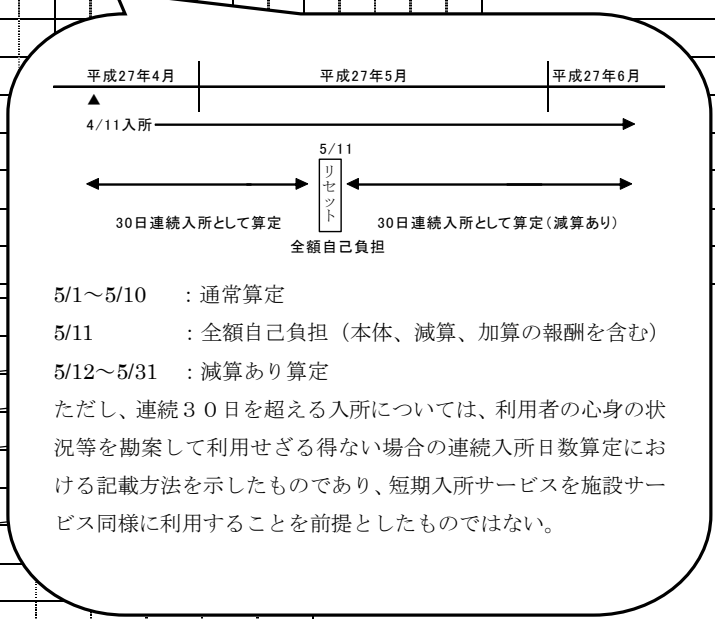 平成27年4月 平成27年5月 平成27年6月
▲
4/11入所
5/11
リセット
30日連続入所として算定 30日連続入所として算定(減算あり)
全額自己負担
5/1～5/10 ：通常算定
5/11 ：全額自己負担（本体、減算、加算の報酬を含む）
5/12～5/31 ：減算あり算定
ただし、連続３０日を超える入所については、利用者の心身の状
況等を勘案して利用せざる得ない場合の連続入所日数算定にお
ける記載方法を示したものであり、短期入所サービスを施設サー
ビス同様に利用することを前提としたものではない。